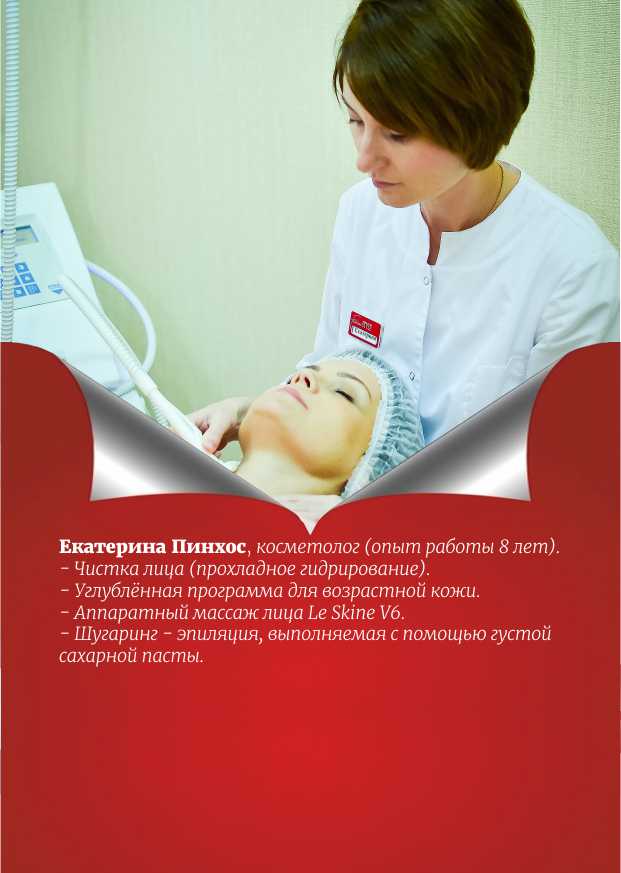 Екатерина Пинхос, косметолог (опыт работы 8 лет).
- Чистка лица (прохладное гидрирование).
- Углублённая программа для возрастной кожи.
- Аппаратный массаж лица Le Skine V6.
- Шугаринг - эпиляция, выполняемая с помощью густой
сахарной пасты.